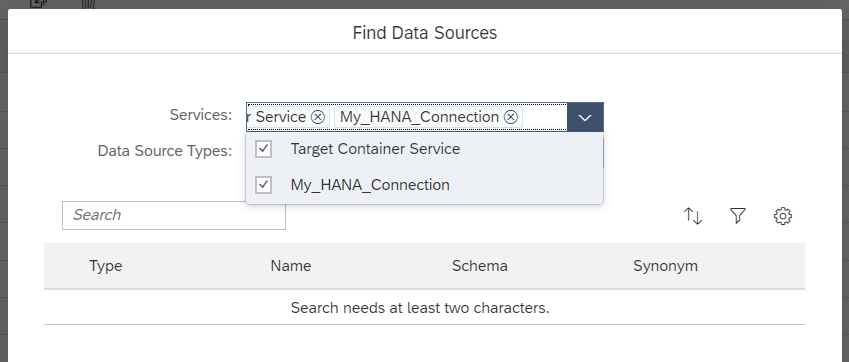 Find Data Sources
Services: r Service My_HANA_Connection
Data Source Types:
Target Container Service
My_HANA_Connection
Search
Type Name Schema Synonym
Search needs at least two characters.